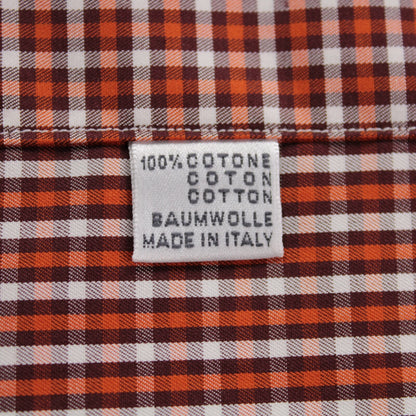 100% COTONE
COTON
COTTON
BAUMWOLLE
MADE IN ITALY